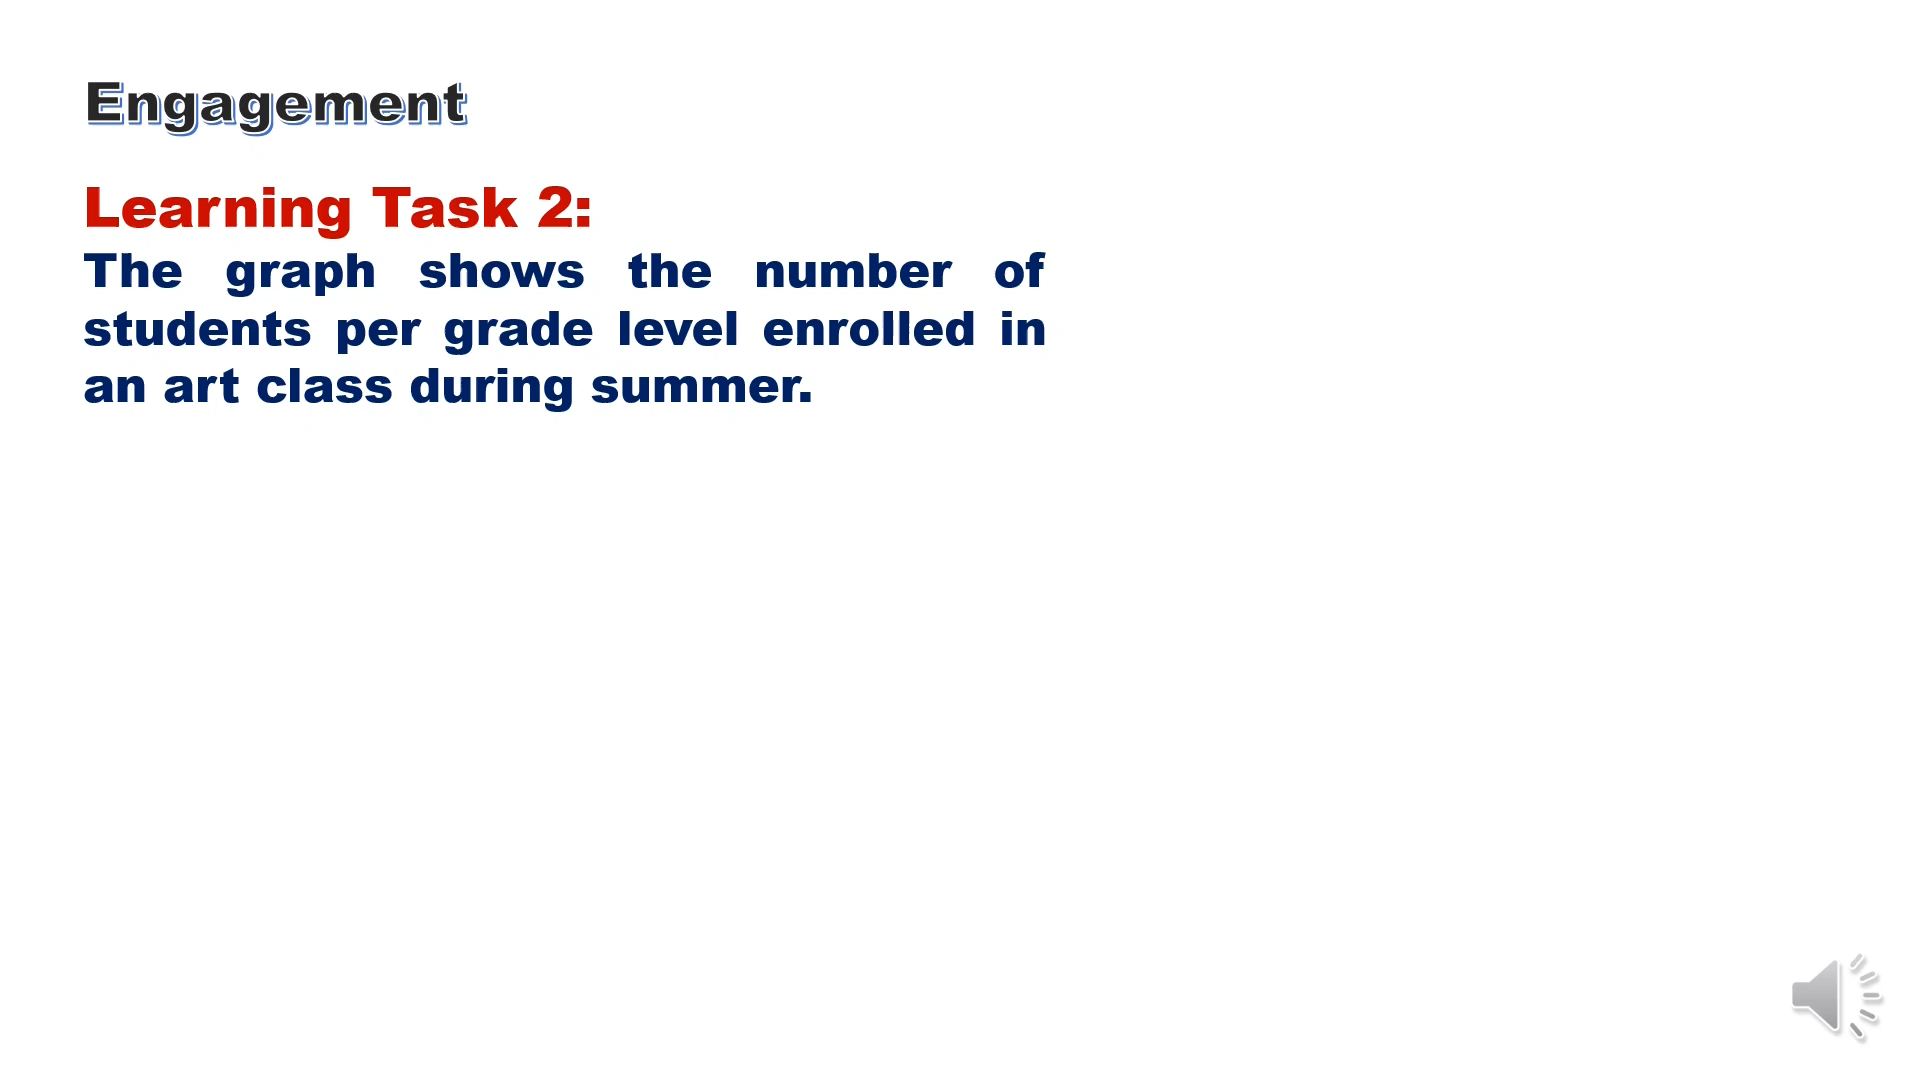 Engagement
Learning Task 2:
The graph shows the number of
students per grade level enrolled in
an art class during summer.